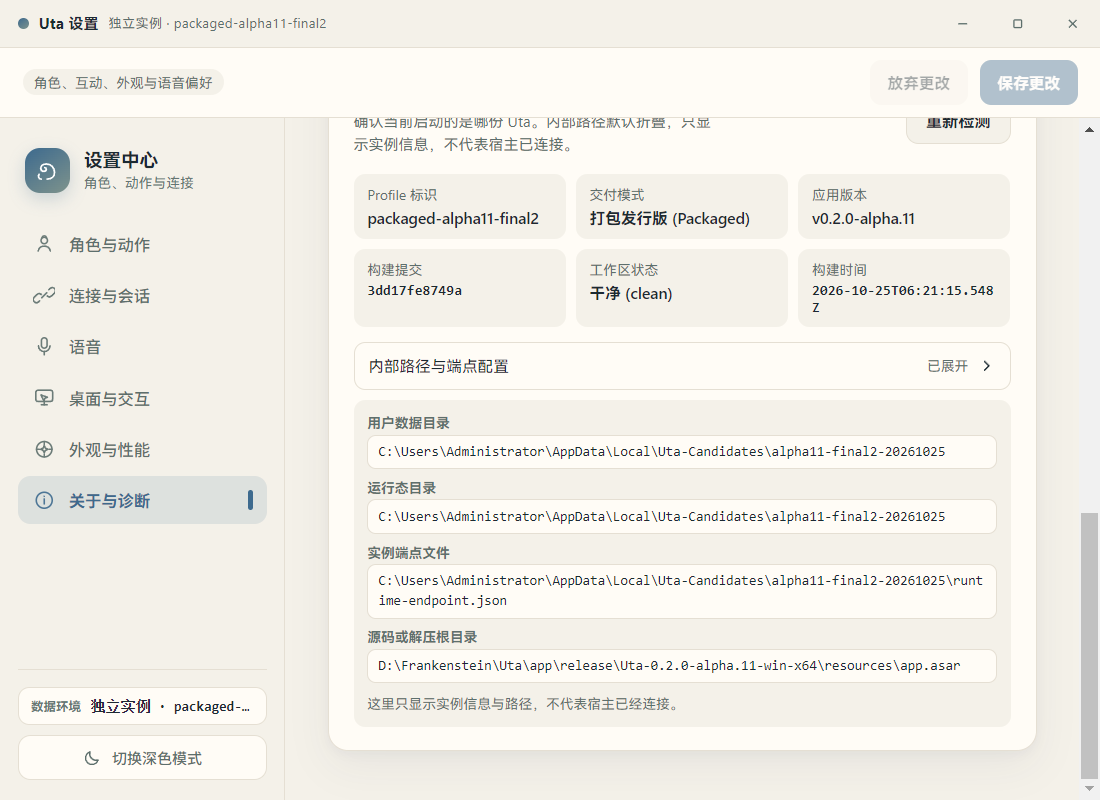 Uta 设置 独立实例 · packaged-alpha11-final2
角色、互动、外观与语音偏好
放弃更改
保存更改
设置中心
角色、动作与连接
角色与动作
连接与会话
语音
桌面与交互
外观与性能
关于与诊断
数据环境 独立实例 · packaged-…
切换深色模式
确认当前启动的是哪份 Uta。内部路径默认折叠，只显
示实例信息，不代表宿主已连接。
重新检测
Profile 标识
packaged-alpha11-final2
交付模式
打包发行版 (Packaged)
应用版本
v0.2.0-alpha.11
构建提交
3dd17fe8749a
工作区状态
干净 (clean)
构建时间
2026-10-25T06:21:15.548
Z
内部路径与端点配置
已展开
用户数据目录
C:\Users\Administrator\AppData\Local\Uta-Candidates\alpha11-final2-20261025
运行态目录
C:\Users\Administrator\AppData\Local\Uta-Candidates\alpha11-final2-20261025
实例端点文件
C:\Users\Administrator\AppData\Local\Uta-Candidates\alpha11-final2-20261025\runt
ime-endpoint.json
源码或解压根目录
D:\Frankenstein\Uta\app\release\Uta-0.2.0-alpha.11-win-x64\resources\app.asar
这里只显示实例信息与路径，不代表宿主已经连接。